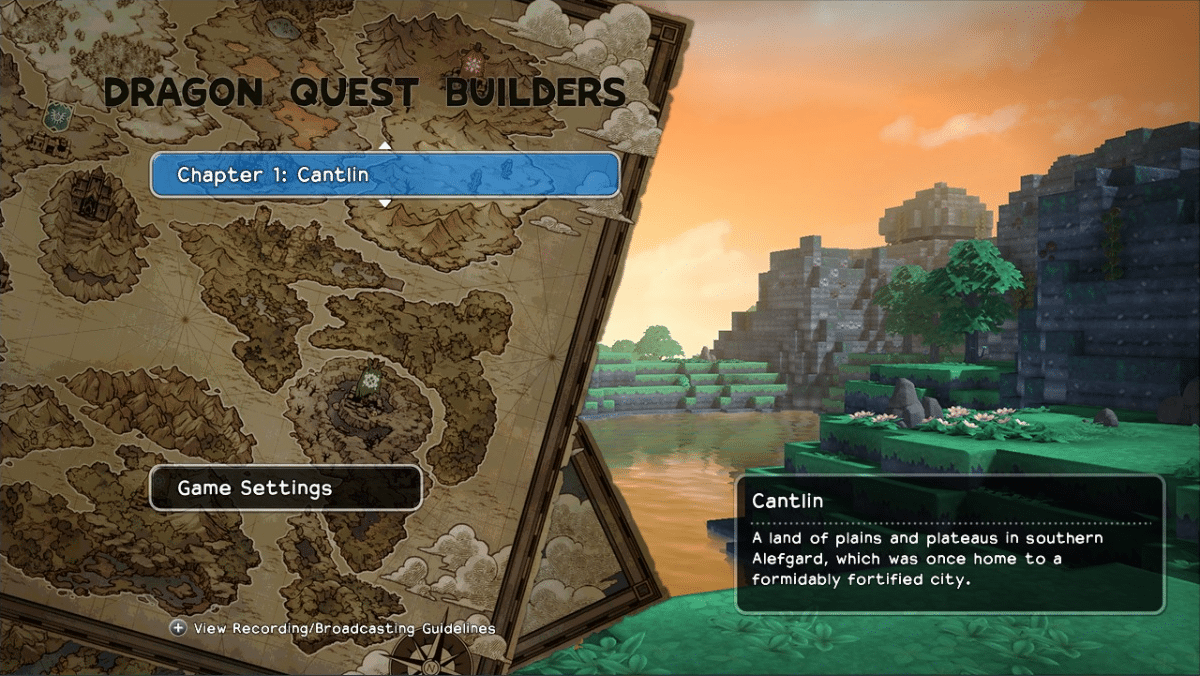 DRAGON QUEST BUILDERS
Chapter 1: Cantlin
Game Settings
Cantlin
A land of plains and plateaus in southern
Alefgard, which was once home to a
formidably fortified city.
+ View Recording/Broadcasting Guidelines
N